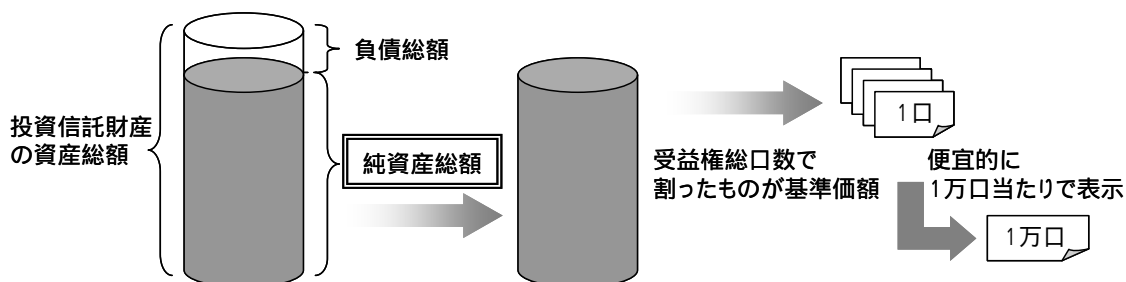 負債総額
投資信託財産
の資産総額
純資産総額
受益権総口数で
割ったものが基準価額
1口
便宜的に
1万口当たりで表示
1万口